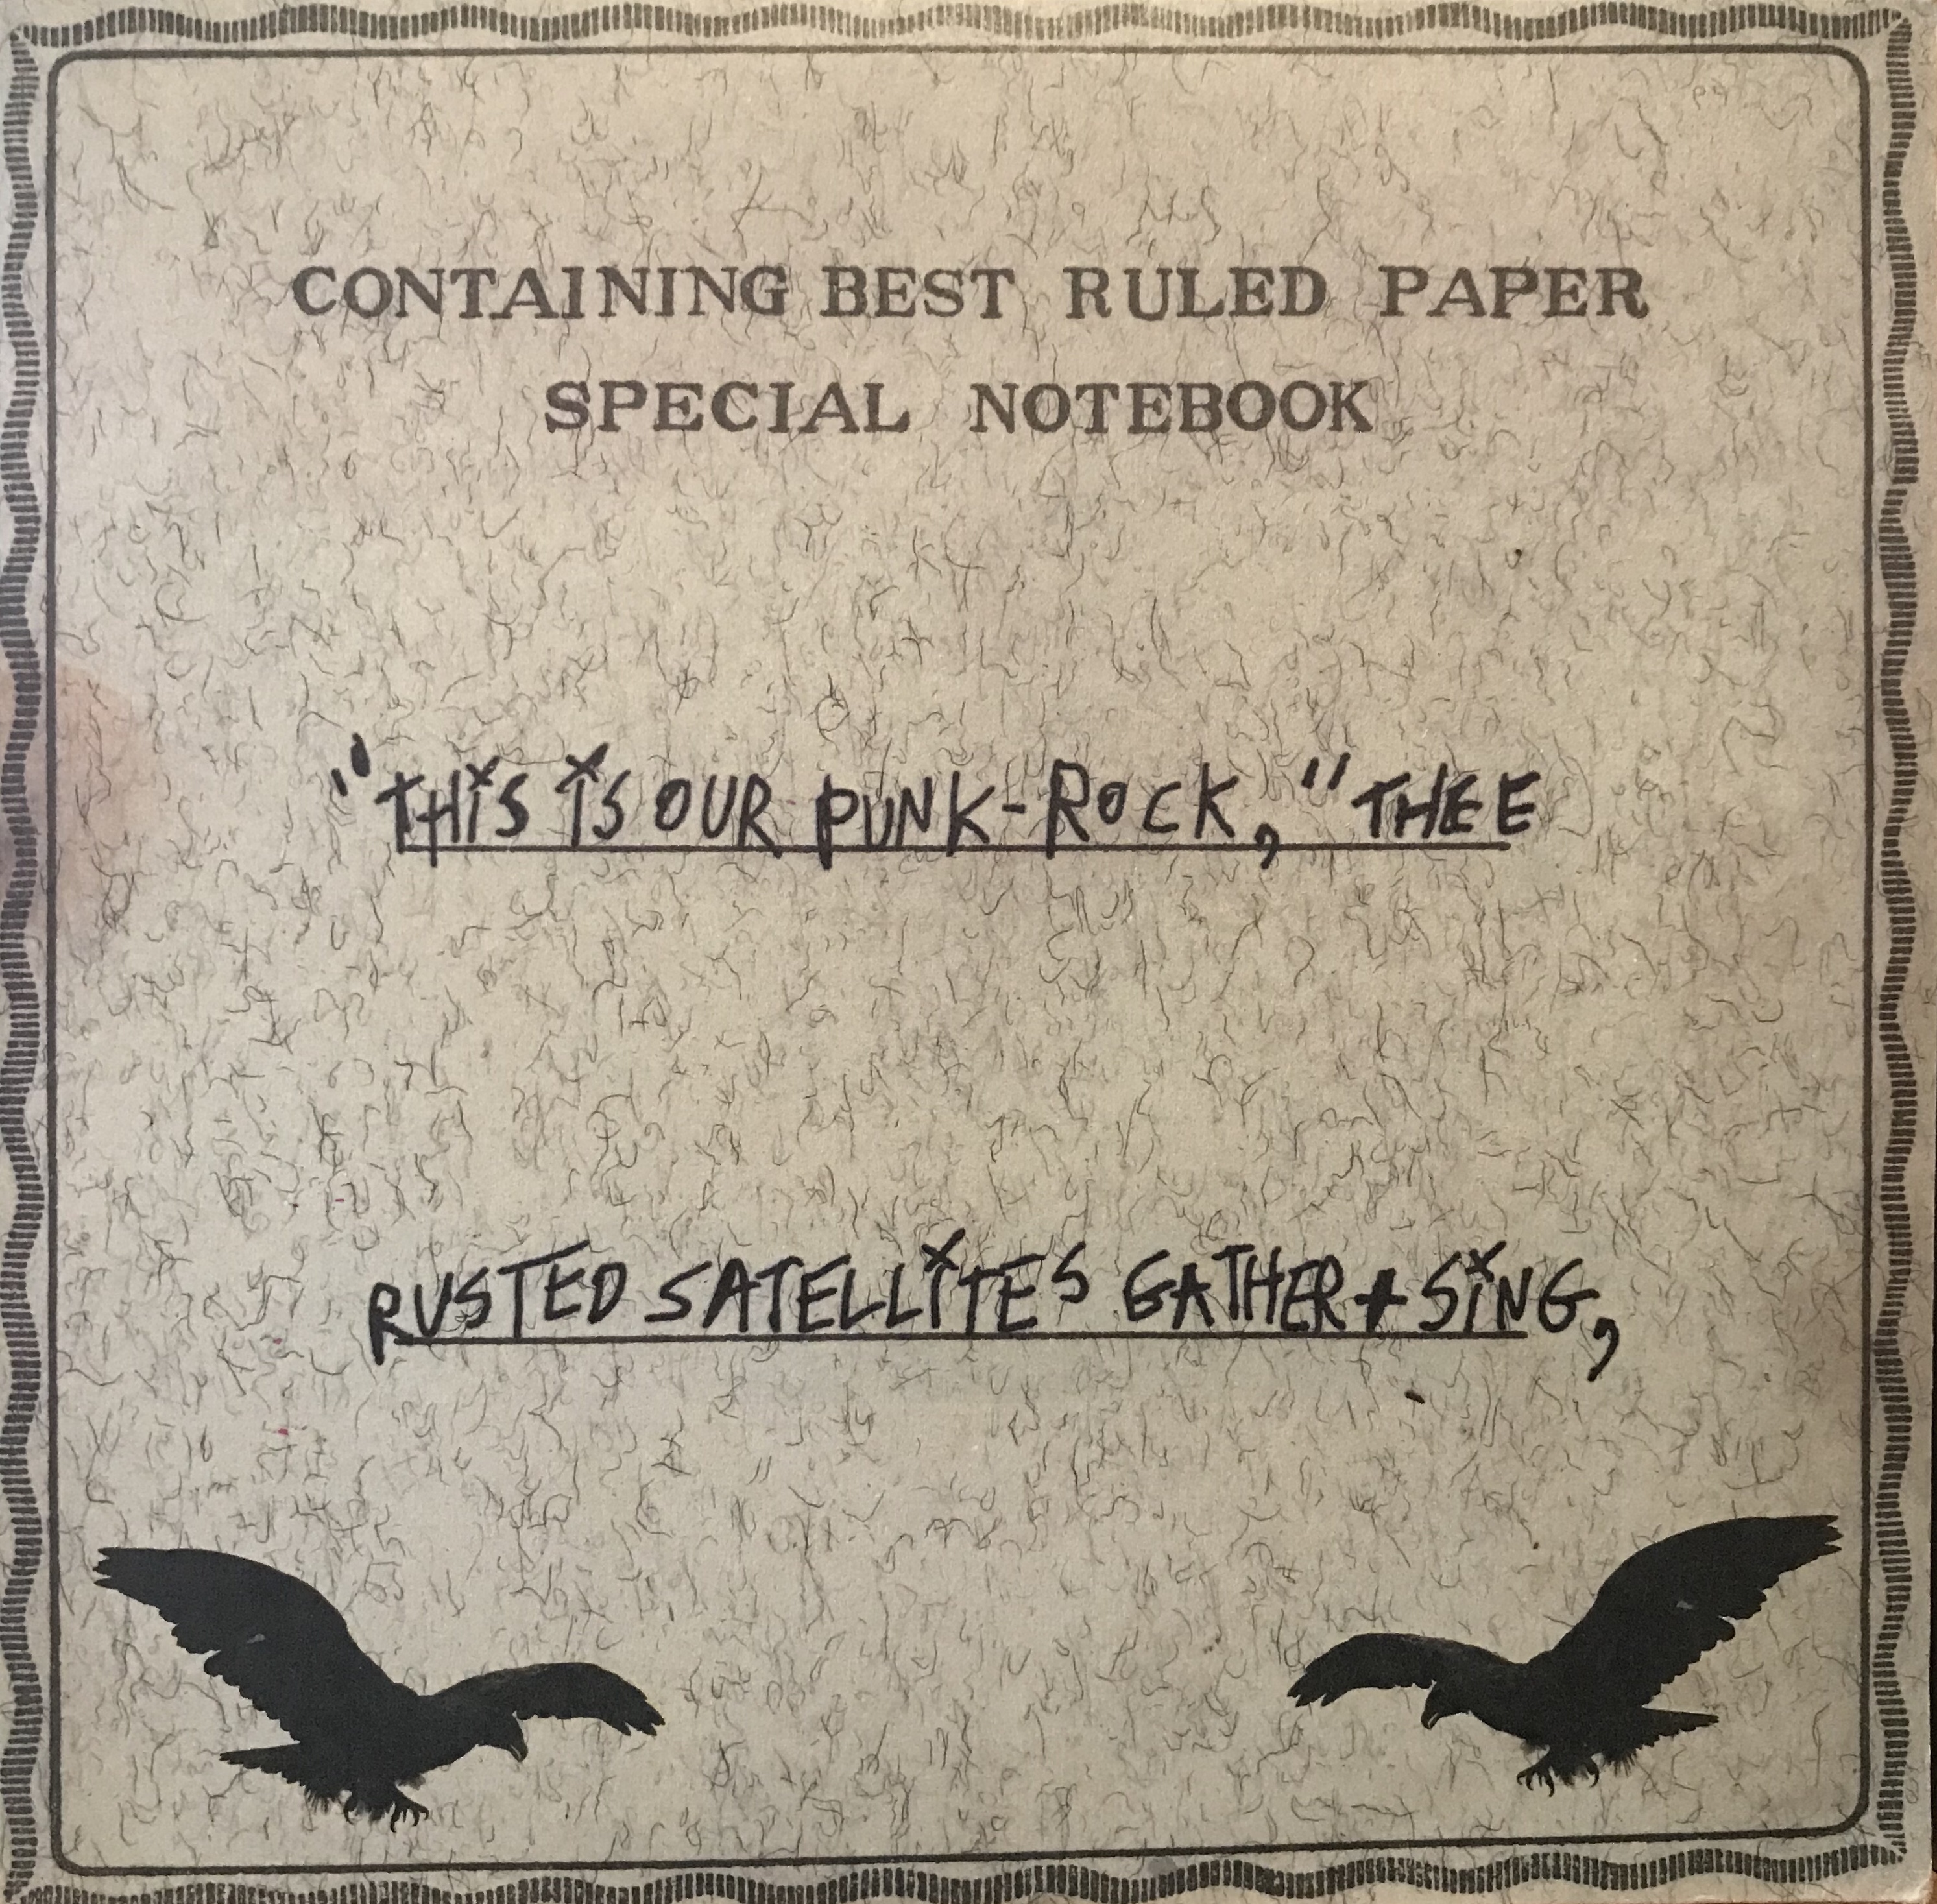 CONTAINING BEST RULED PAPER
SPECIAL NOTEBOOK
"THiS iS OUR PUNK-ROCK," THEE
RUSTED SATELLiTES GATHER + SiNG,